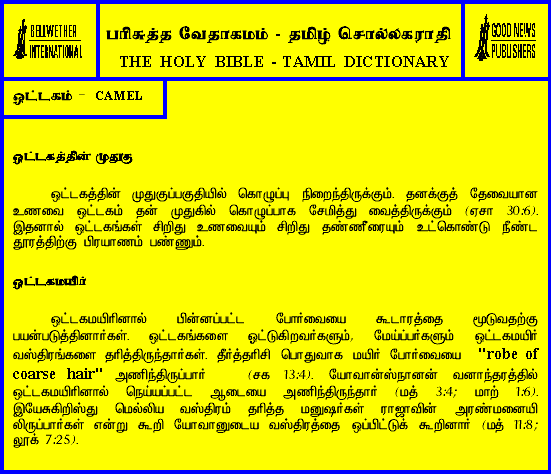 BELLWETHER INTERNATIONAL
பரிசுத்த வேதாகமம் - தமிழ் சொல்லகராதி
THE HOLY BIBLE - TAMIL DICTIONARY
GOOD NEWS PUBLISHERS
ஒட்டகம் – CAMEL
ஒட்டகத்தின் முதுகு
ஒட்டகத்தின் முதுகுப்பகுதியில் கொழுப்பு நிறைந்திருக்கும். தனக்குத் தேவையான
உணவை ஒட்டகம் தன் முதுகில் கொழுப்பாக சேமித்து வைத்திருக்கும் (ஏசா 30:6).
இதனால் ஒட்டகங்கள் சிறிது உணவையும் சிறிது தண்ணீரையும் உட்கொண்டு நீண்ட
தூரத்திற்கு பிரயாணம் பண்ணும்.
ஒட்டகமயிர்
ஒட்டகமயிரினால் பின்னப்பட்ட போர்வையை கூடாரத்தை மூடுவதற்கு
பயன்படுத்தினார்கள். ஒட்டகங்களை ஒட்டுகிறவர்களும், மேய்ப்பர்களும் ஒட்டகமயிர்
வஸ்திரங்களை தரித்திருந்தார்கள். தீர்த்தரிசி பொதுவாக மயிர் போர்வையை "robe of
coarse hair" அணிந்திருப்பார் (சக 13:4). யோவான்ஸ்நானன் வனாந்தரத்தில்
ஒட்டகமயிரினால் நெய்யப்பட்ட ஆடையை அணிந்திருந்தார் (மத் 3:4; மாற் 1:6).
இயேசுகிறிஸ்து மெல்லிய வஸ்திரம் தரித்த மனுஷர்கள் ராஜாவின் அரண்மனையி
லிருப்பார்கள் என்று கூறி யோவானுடைய வஸ்திரத்தை ஒப்பிட்டுக் கூறினார் (மத் 11:8;
லூக் 7:25).